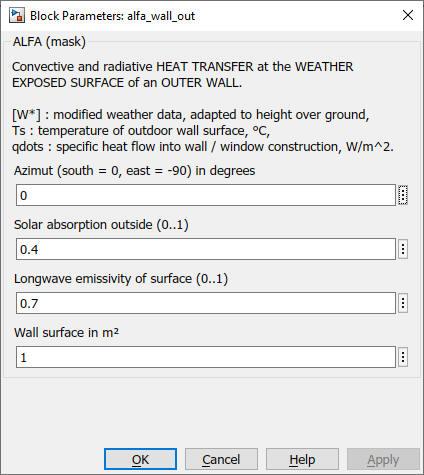 Block Parameters: alfa_wall_out
ALFA (mask)
Convective and radiative HEAT TRANSFER at the WEATHER
EXPOSED SURFACE of an OUTER WALL.
[W*] : modified weather data, adapted to height over ground,
Ts : temperature of outdoor wall surface, ºC,
qdots : specific heat flow into wall / window construction, W/m^2.
Azimut (south = 0, east = -90) in degrees
0
Solar absorption outside (0..1)
0.4
Longwave emissivity of surface (0..1)
0.7
Wall surface in m²
1
OK Cancel Help Apply